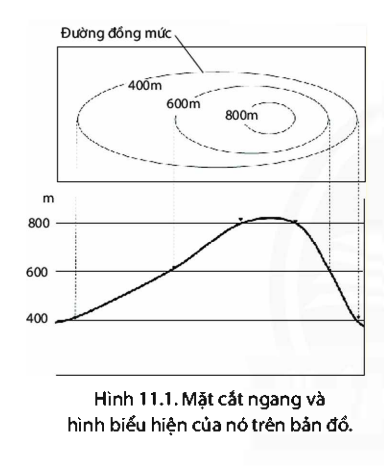 Đường đồng mức
400m
600m
800m
m
800
600
400
Hình 11.1. Mặt cắt ngang và
hình biểu hiện của nó trên bản đồ.